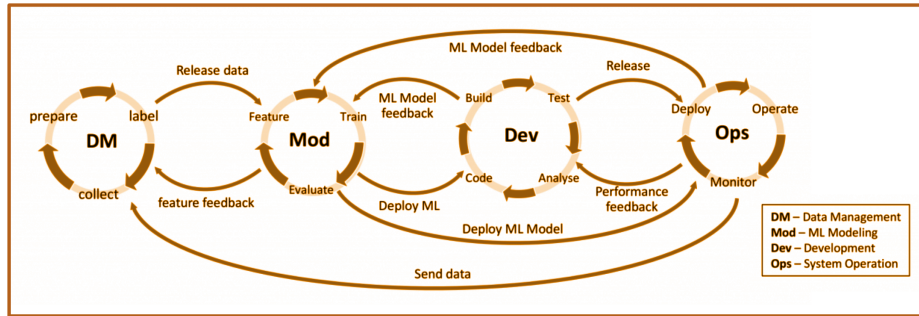 ML Model feedback
Release data
Release
prepare
label
DM
collect
feature feedback
ML Model
feedback
Feature
Train
Mod
Evaluate
Deploy ML
Deploy ML Model
Build
Test
Dev
Code
Analyse
Performance
feedback
Deploy
Operate
Ops
Monitor
Send data
DM – Data Management
Mod – ML Modeling
Dev – Development
Ops – System Operation